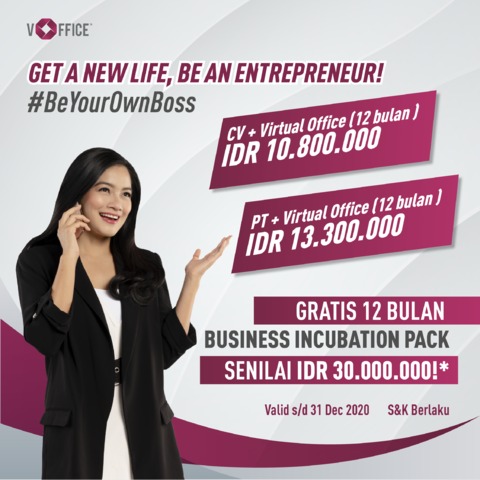 VOFFICE
GET A NEW LIFE, BE AN ENTREPRENEUR!
#BeYourOwnBoss
CV + Virtual Office (12 bulan )
IDR 10.800.000
PT + Virtual Office (12 bulan )
IDR 13.300.000
GRATIS 12 BULAN
BUSINESS INCUBATION PACK
SENILAI IDR 30.000.000!*
Valid s/d 31 Dec 2020 S&K Berlaku